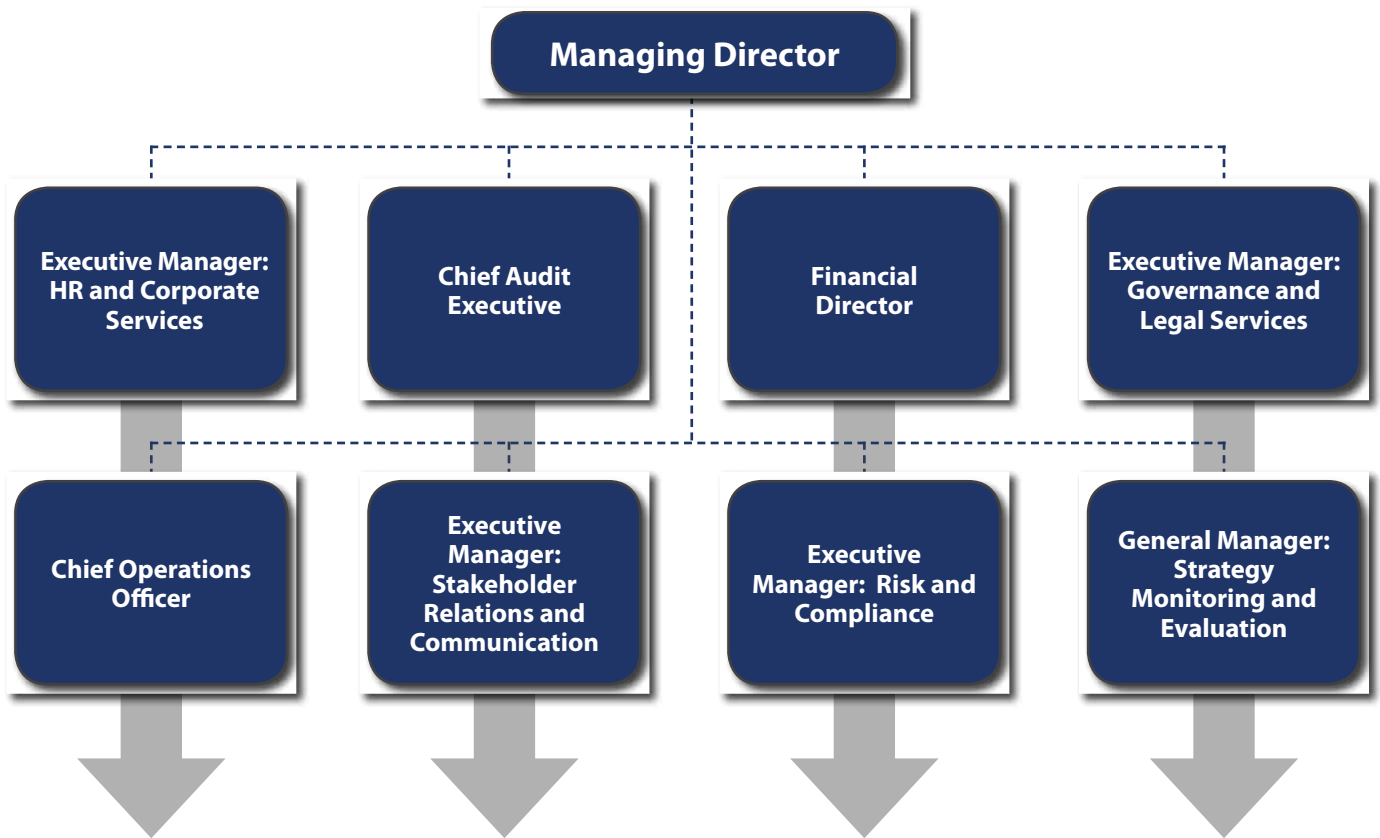 Managing Director
Executive Manager:
HR and Corporate
Services
Chief Audit
Executive
Financial
Director
Executive Manager:
Governance and
Legal Services
Chief Operations
Officer
Executive
Manager:
Stakeholder
Relations and
Communication
Executive
Manager: Risk and
Compliance
General Manager:
Strategy
Monitoring and
Evaluation